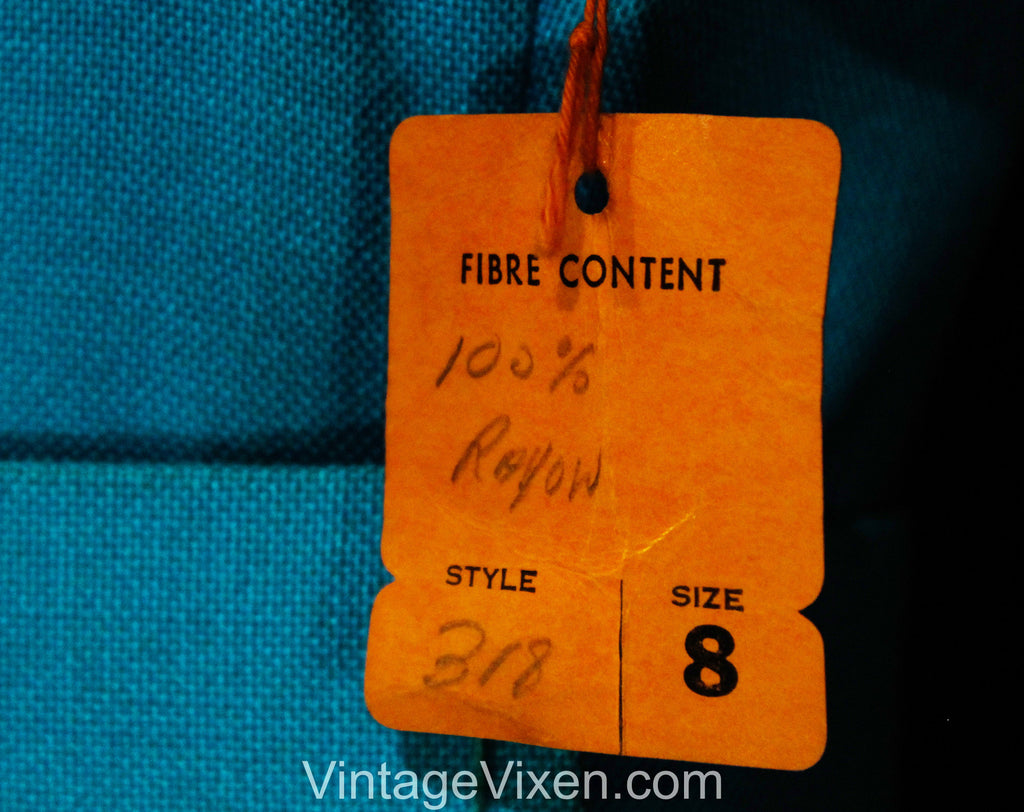 FIBRE CONTENT
100%
Rayon
STYLE
318
SIZE
8
VintageVixen.com